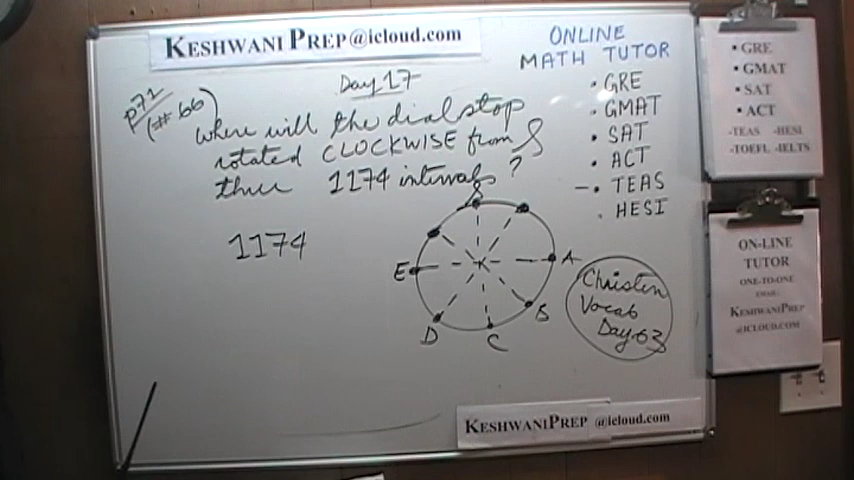 KESHWANI PREP@icloud.com
Day 17
p71
(# 66)
where will the dial stop
rotated CLOCKWISE from S
thru 1174 intervals ?
1174
S
A
B
C
D
E
Christen
Vocab
Day 63
ONLINE
MATH TUTOR
• GRE
• GMAT
• SAT
• ACT
– • TEAS
• HESI
KESHWANIPREP @icloud.com
• GRE
• GMAT
• SAT
• ACT
-TEAS -HESI
-TOEFL -IELTS
ON-LINE
TUTOR
ONE-TO-ONE
EMAIL:
KESHWANIPREP
@ICLOUD.COM